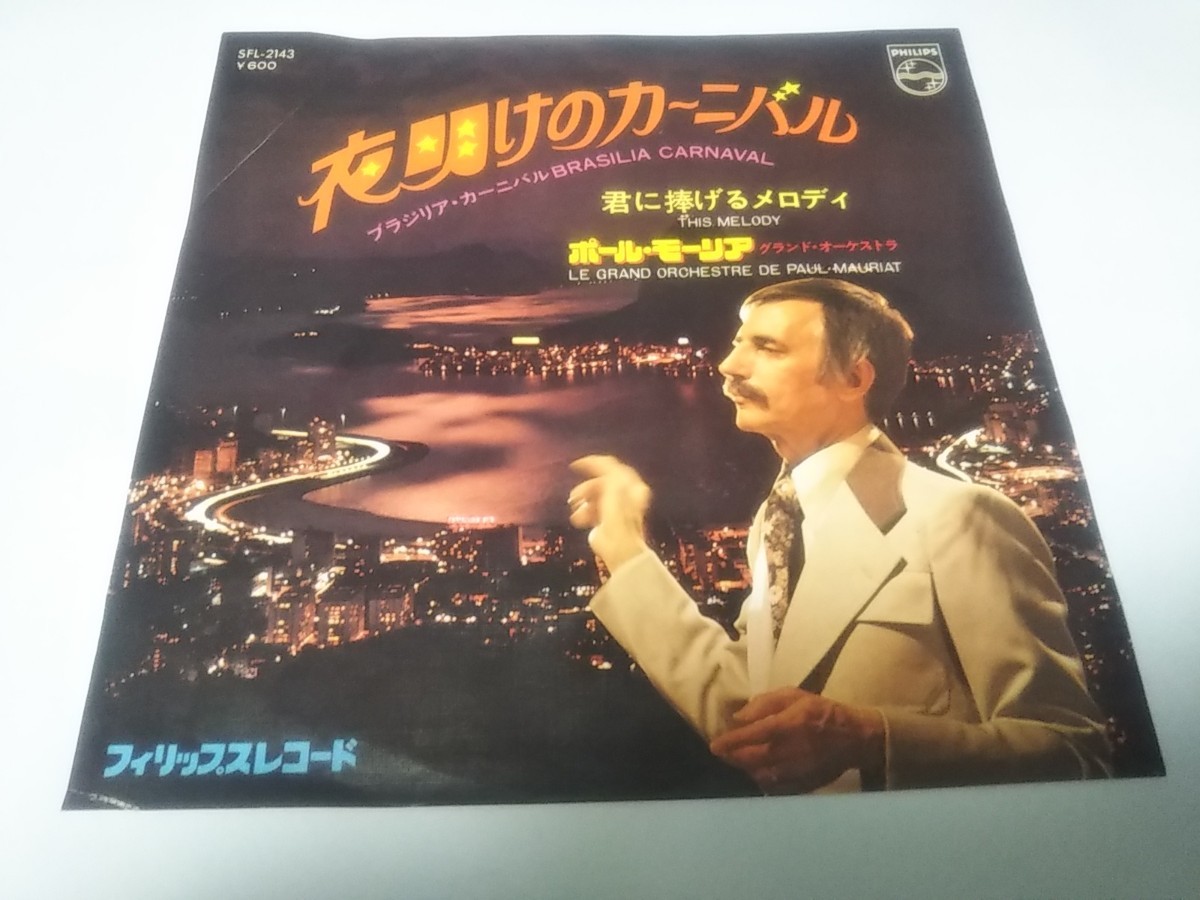 SFL-2143
¥600
PHILIPS
夜明けのカーニバル
ブラジリア・カーニバル BRASILIA CARNAVAL
君に捧げるメロディ
THIS MELODY
ポール・モーリア グランド・オーケストラ
LE GRAND ORCHESTRE DE PAUL MAURIAT
フィリップスレコード